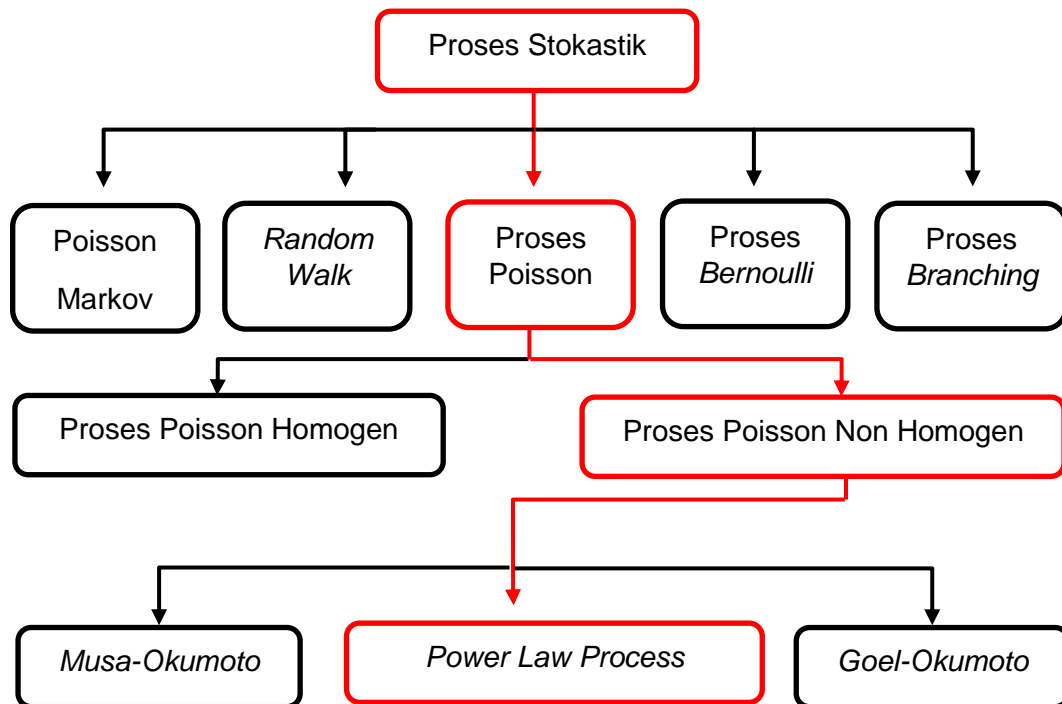 Proses Stokastik
Poisson
Markov
Random
Walk
Proses
Poisson
Proses
Bernoulli
Proses
Branching
Proses Poisson Homogen
Proses Poisson Non Homogen
Musa-Okumoto
Power Law Process
Goel-Okumoto